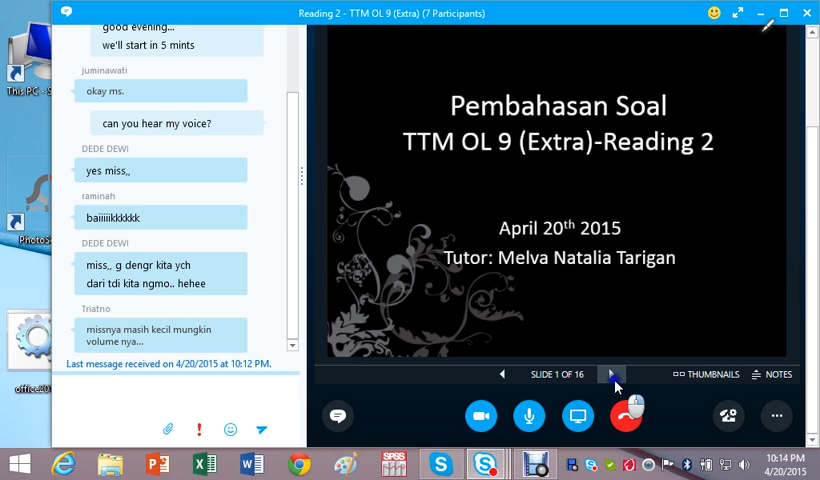 Reading 2 - TTM OL 9 (Extra) (7 Participants)
This PC - S
PhotoSc
office20
good evening...
we'll start in 5 mints
juminawati
okay ms.
can you hear my voice?
DEDE DEWI
yes miss,,
raminah
baiiiiikkkkkk
DEDE DEWI
miss,, g dengr kita ych
dari tdi kita ngmo.. hehee
Triatno
missnya masih kecil mungkin
volume nya...
Last message received on 4/20/2015 at 10:12 PM.
Pembahasan Soal
TTM OL 9 (Extra)-Reading 2
April 20th 2015
Tutor: Melva Natalia Tarigan
SLIDE 1 OF 16
THUMBNAILS
NOTES
SPSS
10:14 PM
4/20/2015